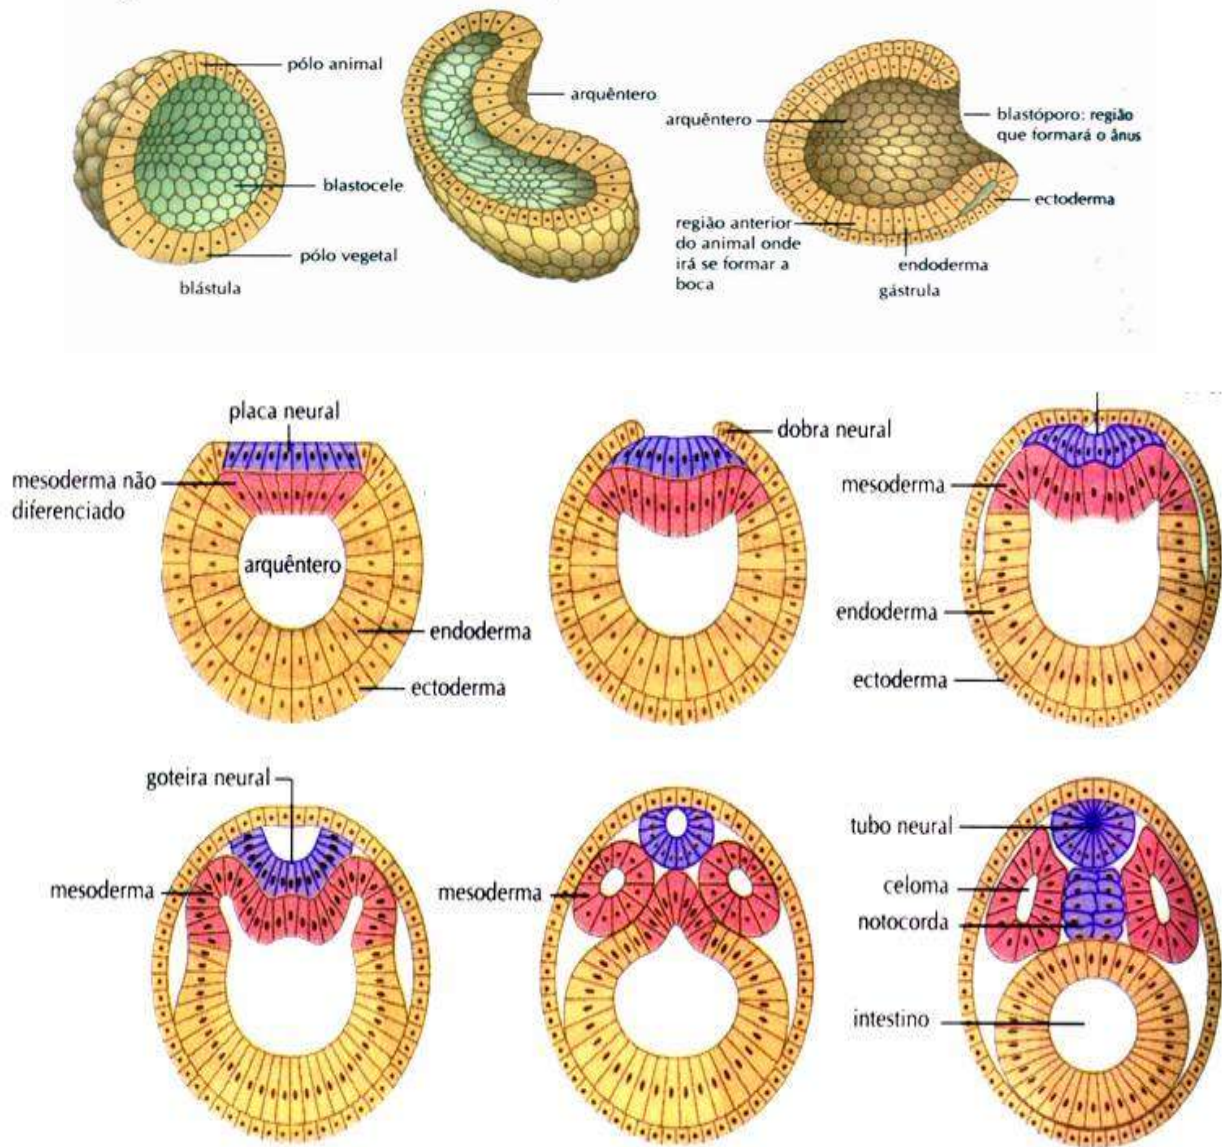 pólo animal
blastocele
pólo vegetal
blástula
arquêntero
arquêntero
blastóporo: região
que formará o ânus
ectoderma
região anterior
do animal onde
irá se formar a
boca
endoderma
gástrula
placa neural
mesoderma não
diferenciado
arquêntero
endoderma
ectoderma
dobra neural
mesoderma
endoderma
ectoderma
goteira neural
mesoderma
mesoderma
tubo neural
celoma
notocorda
intestino